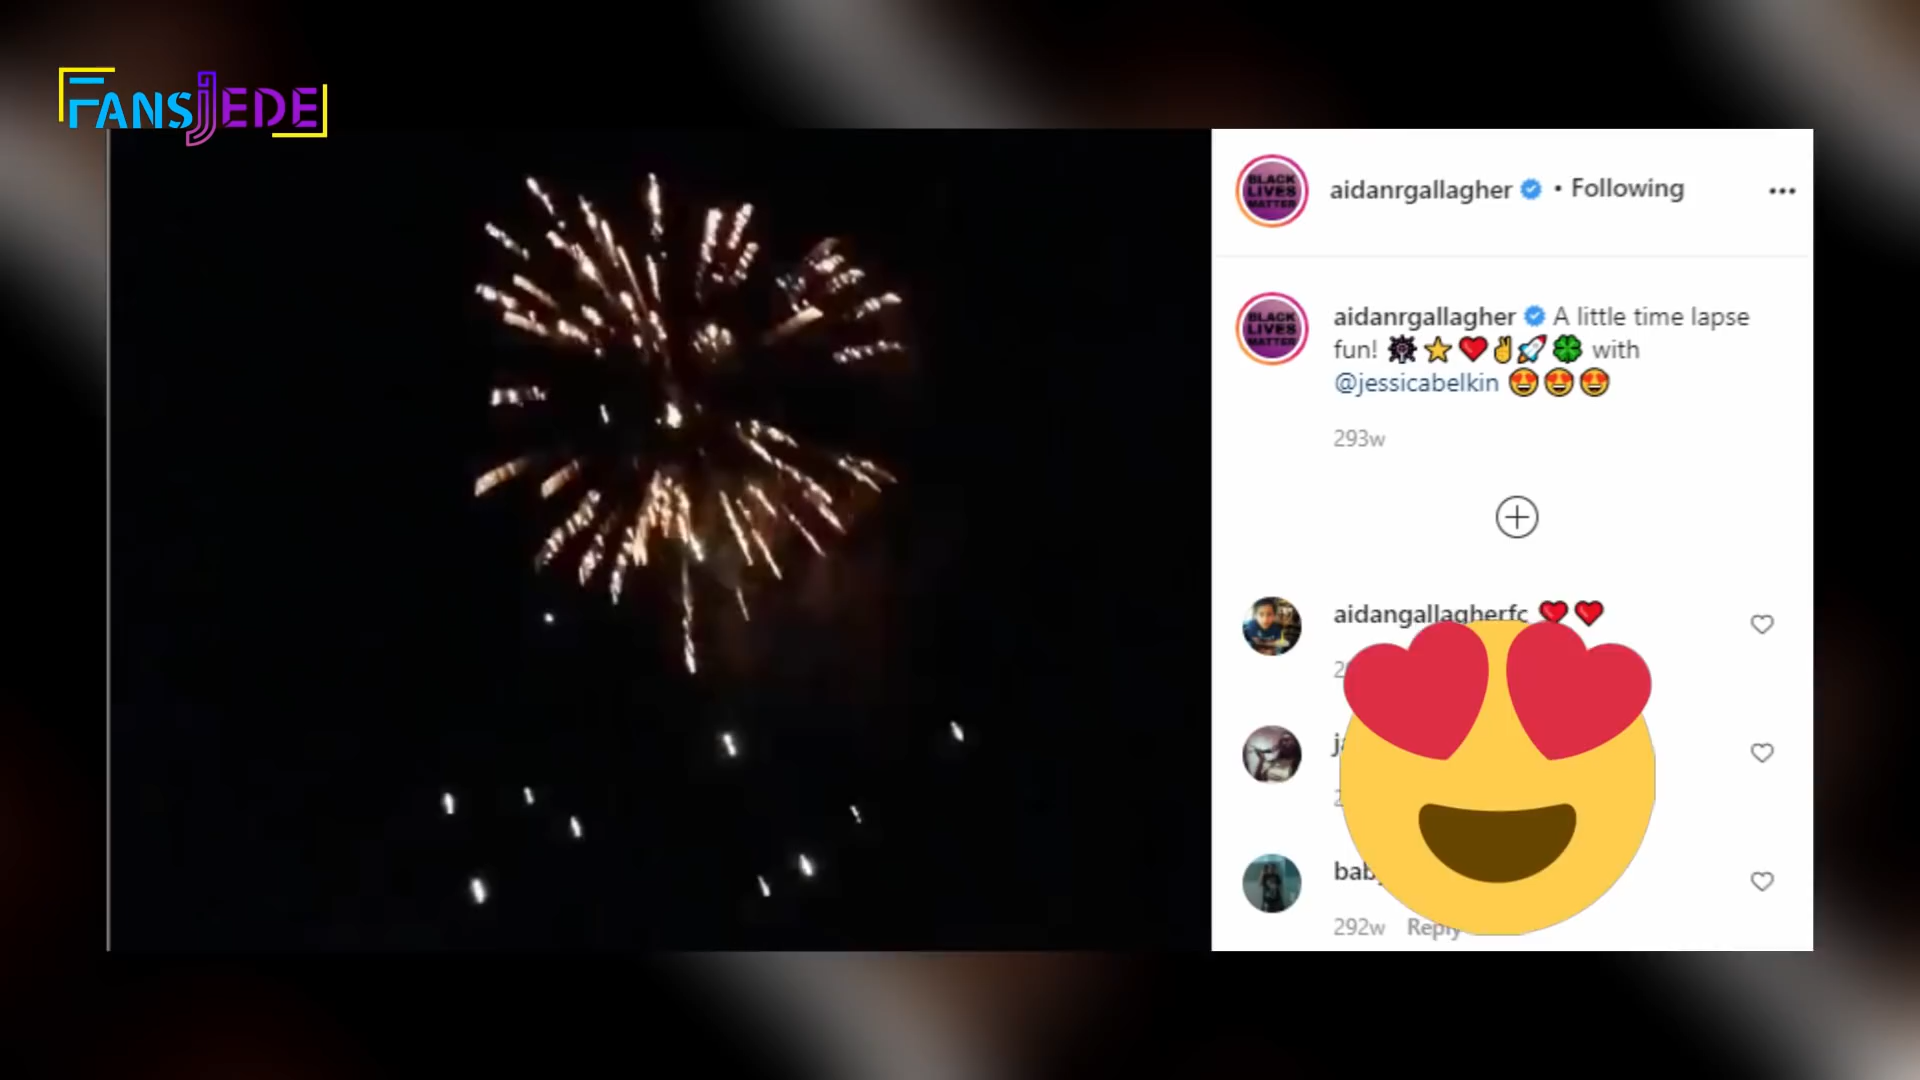 FANSJEDE
aidanrgallagher • Following
BLACK
LIVES
MATTER
aidanrgallagher A little time lapse
fun! with
@jessicabelkin
BLACK
LIVES
MATTER
293w
aidangallagherfc
292w Reply